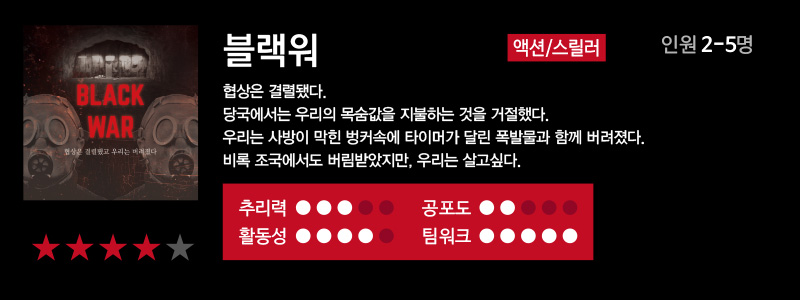 블랙워
액션/스릴러
인원 2-5명
BLACK
WAR
협상은 결렬됐고 우리는 버려졌다
협상은 결렬됐다.
당국에서는 우리의 목숨값을 지불하는 것을 거절했다.
우리는 사방이 막힌 벙커속에 타이머가 달린 폭발물과 함께 버려졌다.
비록 조국에서도 버림받았지만, 우리는 살고싶다.
추리력
공포도
활동성
팀워크